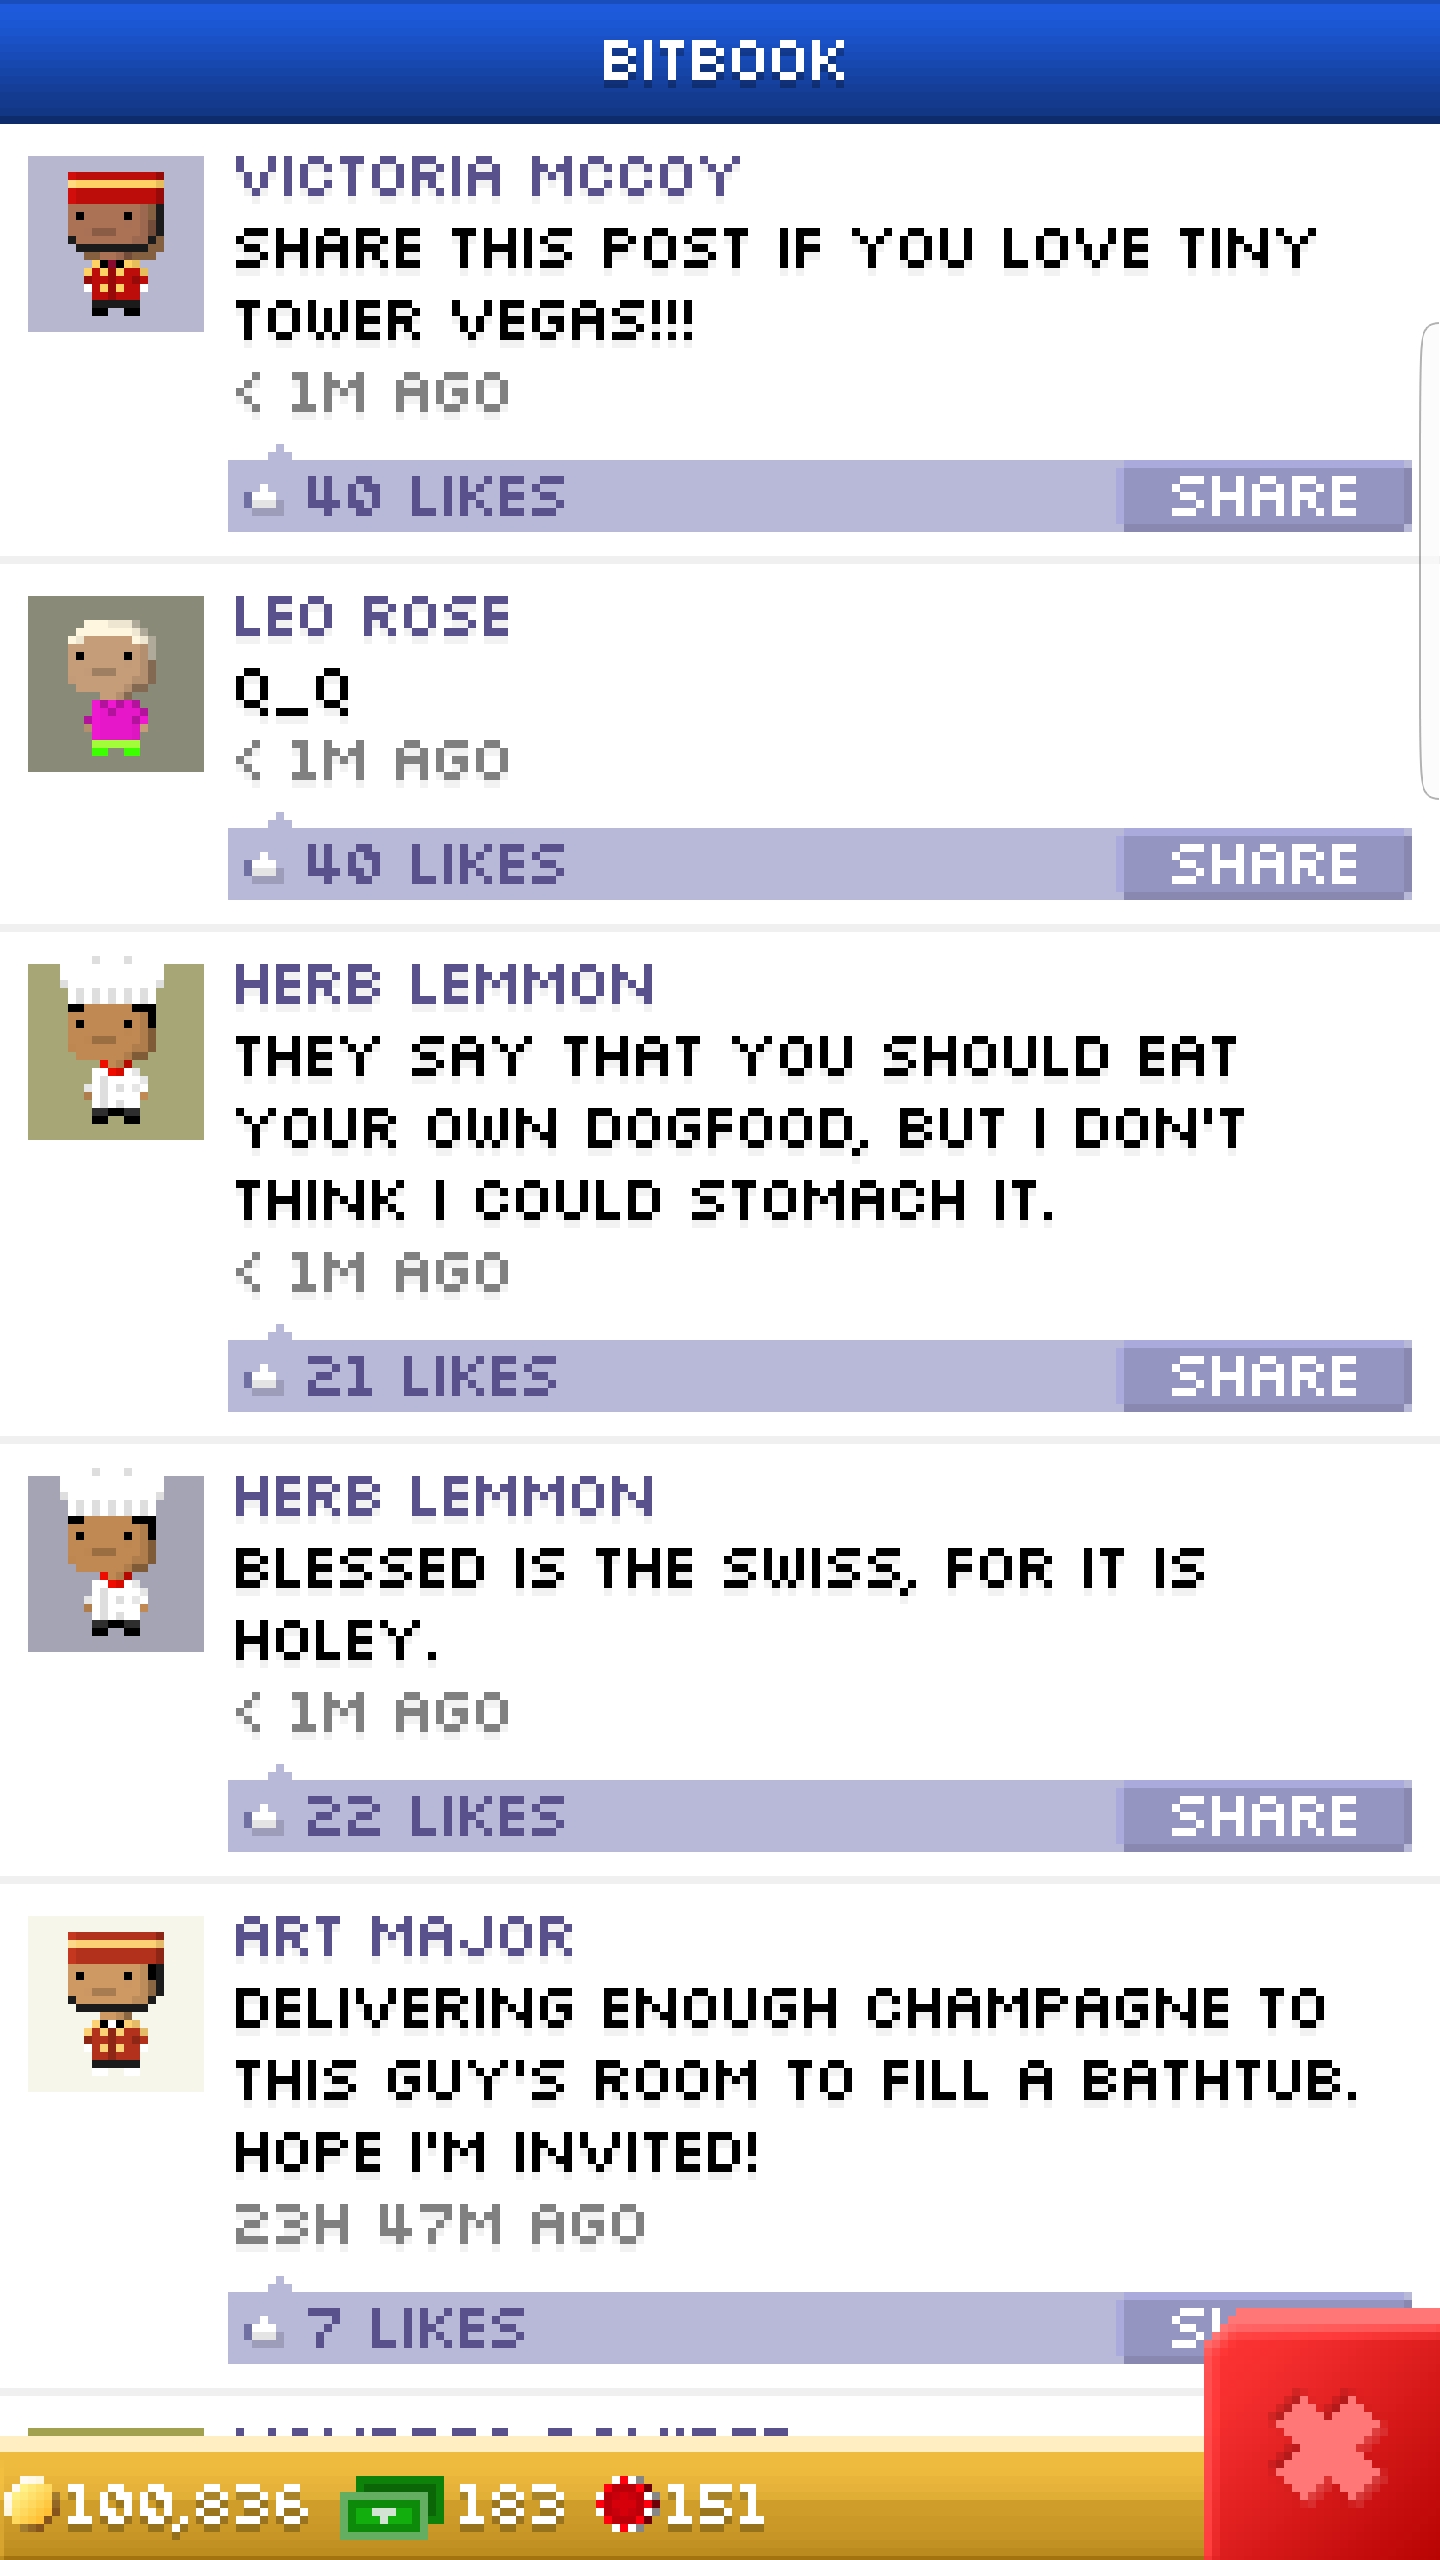 BITBOOK
VICTORIA MCCOY
SHARE THIS POST IF YOU LOVE TINY
TOWER VEGAS!!!
< 1M AGO
40 LIKES
SHARE
LEO ROSE
Q_Q
< 1M AGO
40 LIKES
SHARE
HERB LEMMON
THEY SAY THAT YOU SHOULD EAT
YOUR OWN DOGFOOD, BUT I DON'T
THINK I COULD STOMACH IT.
< 1M AGO
21 LIKES
SHARE
HERB LEMMON
BLESSED IS THE SWISS, FOR IT IS
HOLEY.
< 1M AGO
22 LIKES
SHARE
ART MAJOR
DELIVERING ENOUGH CHAMPAGNE TO
THIS GUY'S ROOM TO FILL A BATHTUB.
HOPE I'M INVITED!
23H 47M AGO
7 LIKES
100,836 183 151